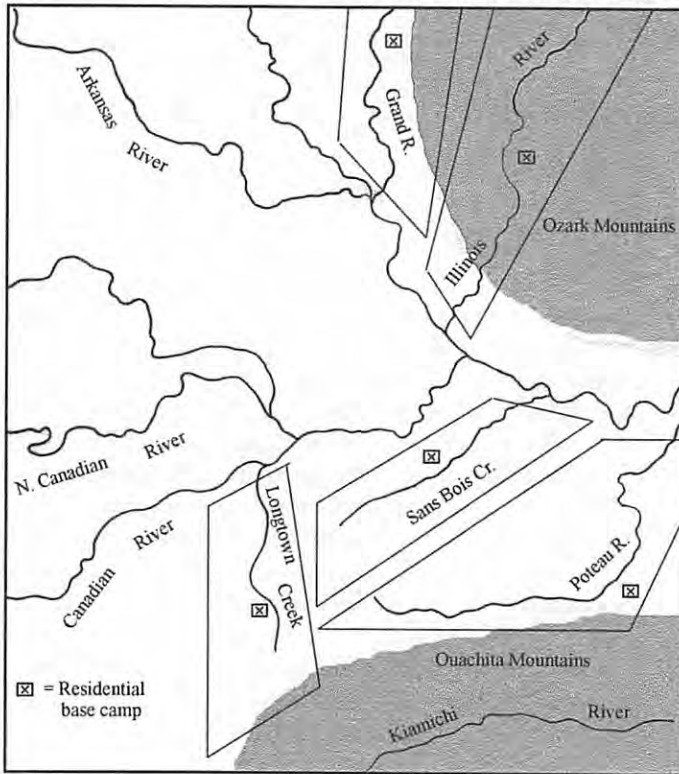 Arkansas
River
Grand R.
River
Illinois
Ozark Mountains
N. Canadian
River
Canadian
River
Longtown
Creek
Sans Bois Cr.
Poteau R.
Ouachita Mountains
Kiamichi
River
= Residential
base camp